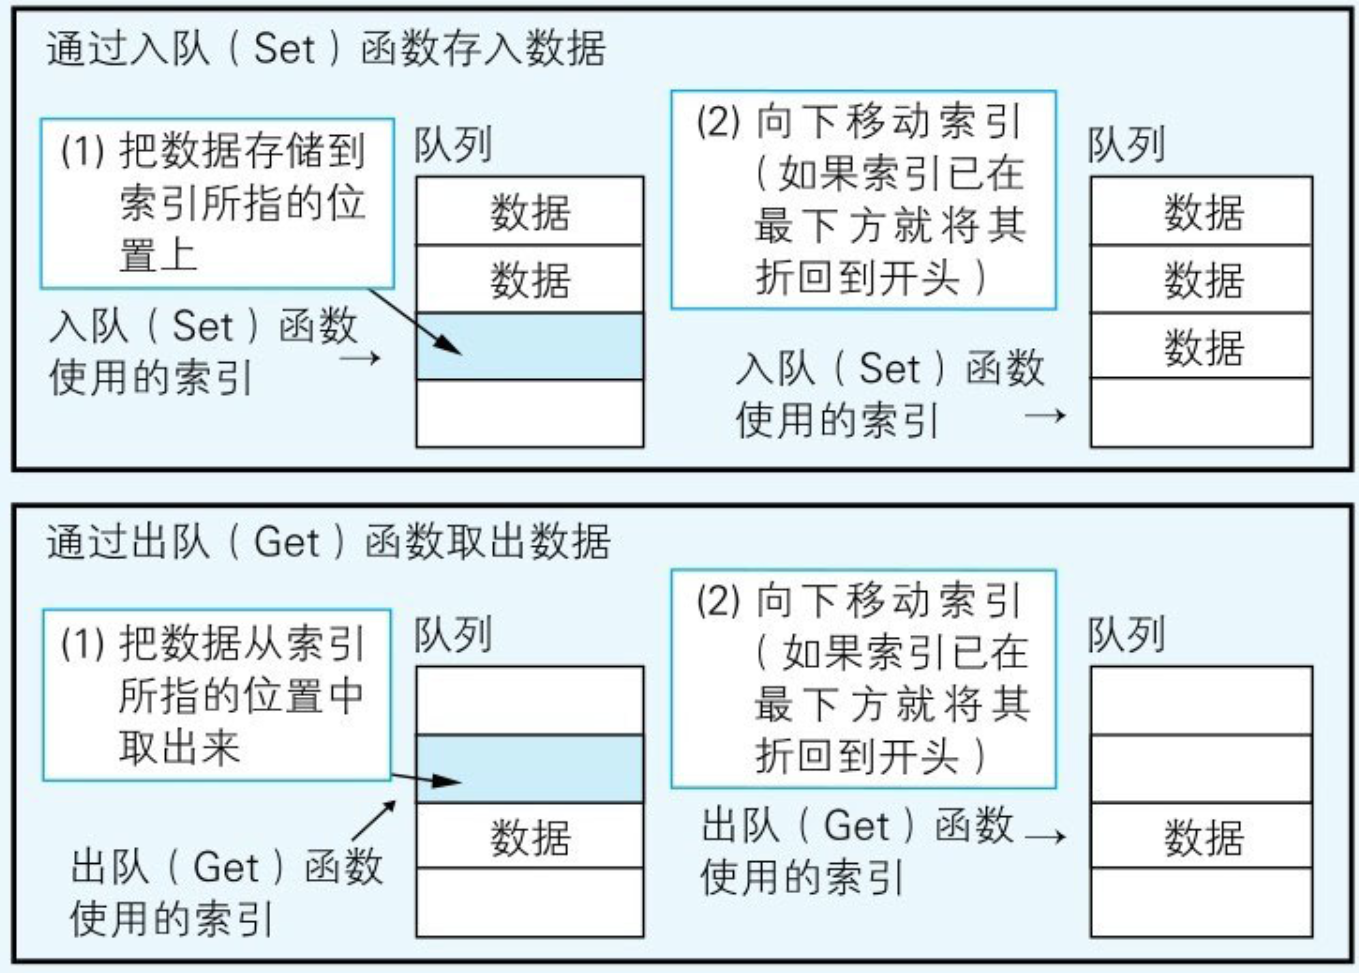 通过入队（Set）函数存入数据
(1) 把数据存储到
索引所指的位
置上
队列
数据
数据
入队（Set）函数
使用的索引 →
(2) 向下移动索引
（如果索引已在
最下方就将其
折回到开头）
队列
数据
数据
数据
入队（Set）函数
使用的索引 →
通过出队（Get）函数取出数据
(1) 把数据从索引
所指的位置中
取出来
队列
数据
出队（Get）函数
使用的索引
(2) 向下移动索引
（如果索引已在
最下方就将其
折回到开头）
队列
数据
出队（Get）函数 →
使用的索引